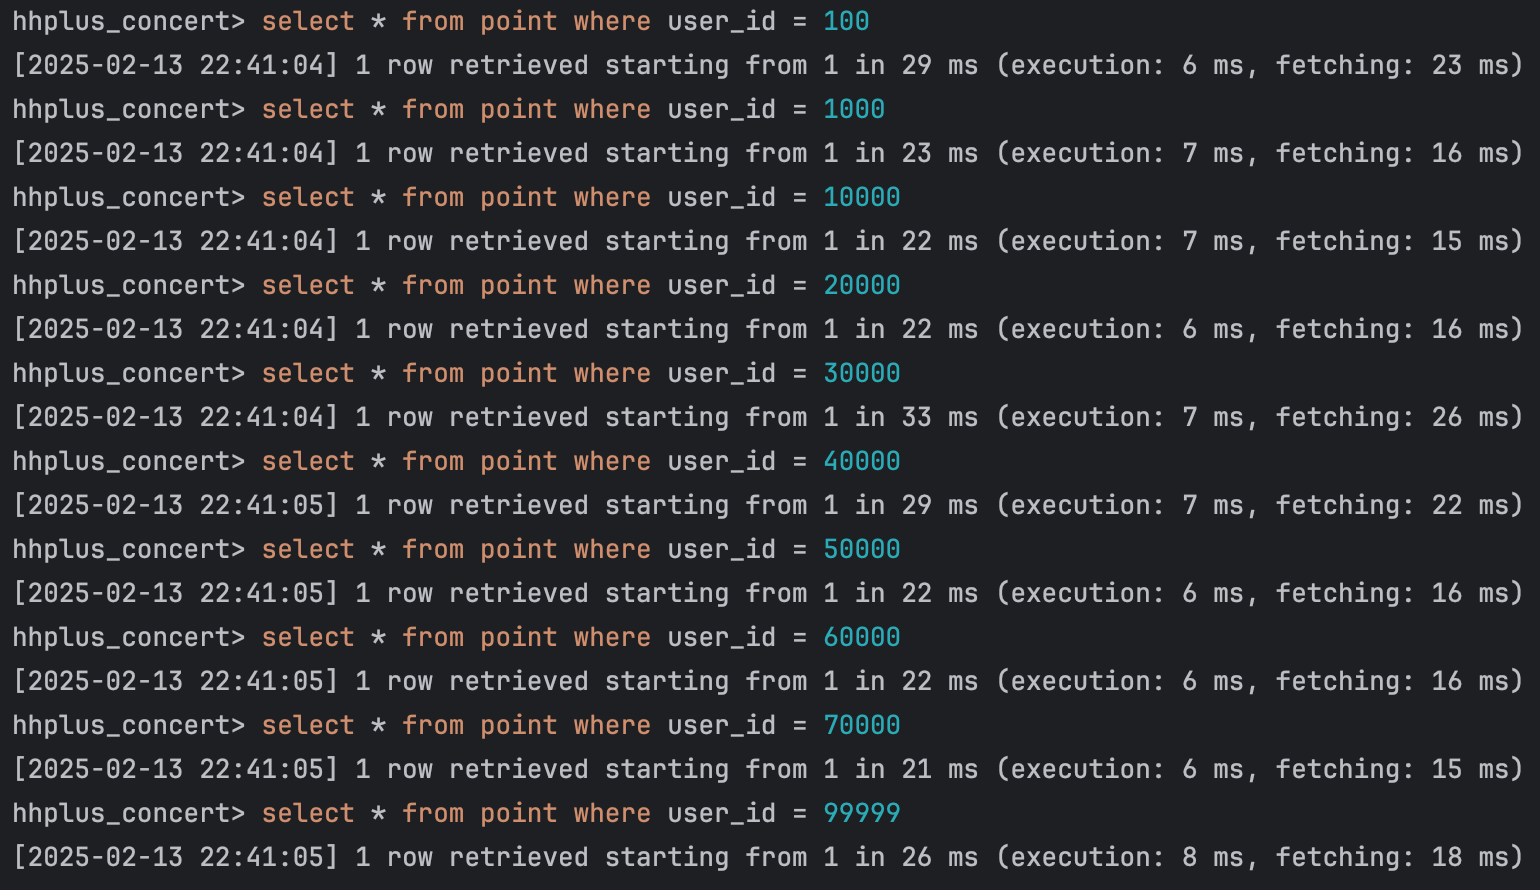 hhplus_concert> select * from point where user_id = 100
[2025-02-13 22:41:04] 1 row retrieved starting from 1 in 29 ms (execution: 6 ms, fetching: 23 ms)
hhplus_concert> select * from point where user_id = 1000
[2025-02-13 22:41:04] 1 row retrieved starting from 1 in 23 ms (execution: 7 ms, fetching: 16 ms)
hhplus_concert> select * from point where user_id = 10000
[2025-02-13 22:41:04] 1 row retrieved starting from 1 in 22 ms (execution: 7 ms, fetching: 15 ms)
hhplus_concert> select * from point where user_id = 20000
[2025-02-13 22:41:04] 1 row retrieved starting from 1 in 22 ms (execution: 6 ms, fetching: 16 ms)
hhplus_concert> select * from point where user_id = 30000
[2025-02-13 22:41:04] 1 row retrieved starting from 1 in 33 ms (execution: 7 ms, fetching: 26 ms)
hhplus_concert> select * from point where user_id = 40000
[2025-02-13 22:41:05] 1 row retrieved starting from 1 in 29 ms (execution: 7 ms, fetching: 22 ms)
hhplus_concert> select * from point where user_id = 50000
[2025-02-13 22:41:05] 1 row retrieved starting from 1 in 22 ms (execution: 6 ms, fetching: 16 ms)
hhplus_concert> select * from point where user_id = 60000
[2025-02-13 22:41:05] 1 row retrieved starting from 1 in 22 ms (execution: 6 ms, fetching: 16 ms)
hhplus_concert> select * from point where user_id = 70000
[2025-02-13 22:41:05] 1 row retrieved starting from 1 in 21 ms (execution: 6 ms, fetching: 15 ms)
hhplus_concert> select * from point where user_id = 99999
[2025-02-13 22:41:05] 1 row retrieved starting from 1 in 26 ms (execution: 8 ms, fetching: 18 ms)